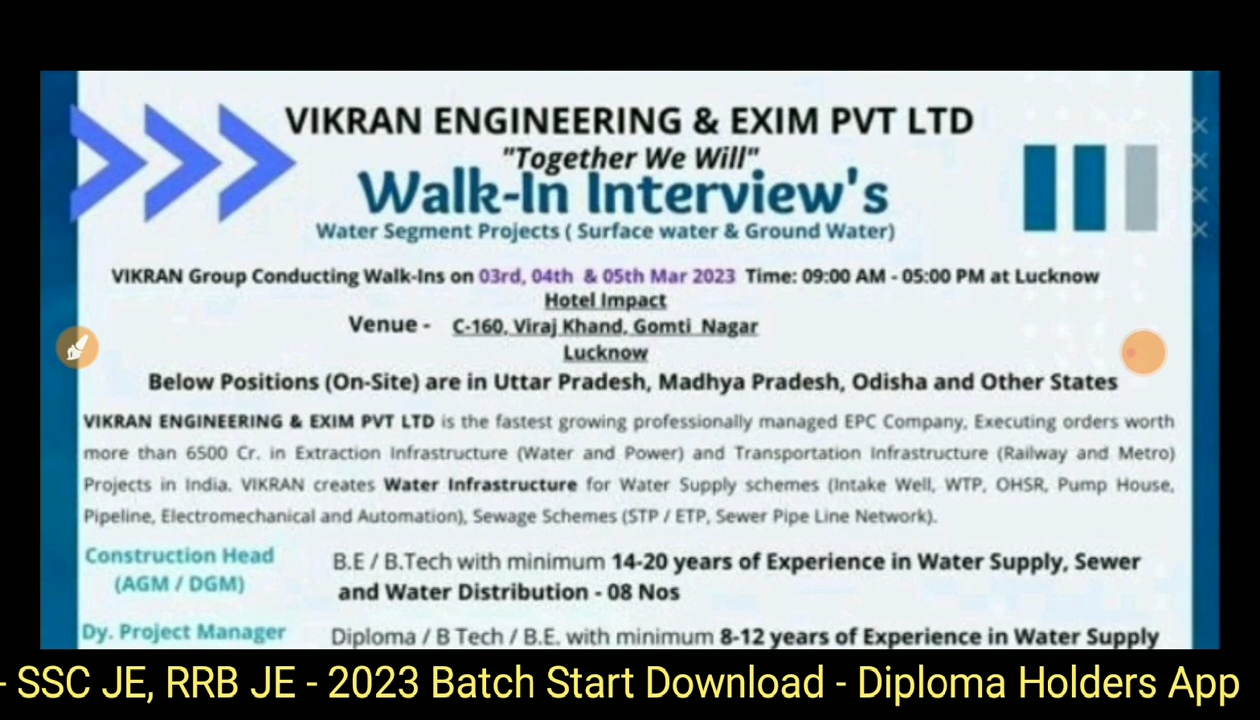 VIKRAN ENGINEERING & EXIM PVT LTD
"Together We Will"
Walk-In Interview's
Water Segment Projects ( Surface water & Ground Water)
VIKRAN Group Conducting Walk-Ins on 03rd, 04th & 05th Mar 2023 Time: 09:00 AM - 05:00 PM at Lucknow
Hotel Impact
Venue - C-160, Viraj Khand, Gomti Nagar
Lucknow
Below Positions (On-Site) are in Uttar Pradesh, Madhya Pradesh, Odisha and Other States
VIKRAN ENGINEERING & EXIM PVT LTD is the fastest growing professionally managed EPC Company, Executing orders worth
more than 6500 Cr. in Extraction Infrastructure (Water and Power) and Transportation Infrastructure (Railway and Metro)
Projects in India. VIKRAN creates Water Infrastructure for Water Supply schemes (Intake Well, WTP, OHSR, Pump House,
Pipeline, Electromechanical and Automation), Sewage Schemes (STP / ETP, Sewer Pipe Line Network).
Construction Head
(AGM / DGM)
B.E / B.Tech with minimum 14-20 years of Experience in Water Supply, Sewer
and Water Distribution - 08 Nos
Dy. Project Manager
Diploma / B Tech / B.E. with minimum 8-12 years of Experience in Water Supply
- SSC JE, RRB JE - 2023 Batch Start Download - Diploma Holders App